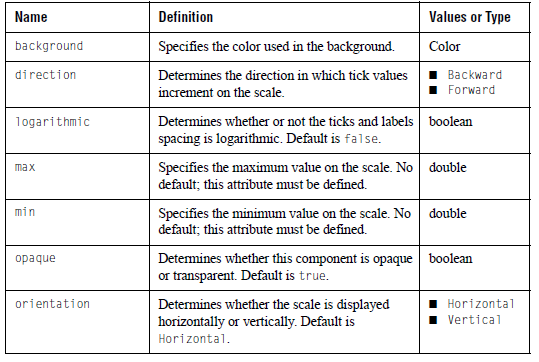 Name Definition Values or Type
background Specifies the color used in the background. Color
direction Determines the direction in which tick values
increment on the scale.
■ Backward
■ Forward
logarithmic Determines whether or not the ticks and labels
spacing is logarithmic. Default is false.
boolean
max Specifies the maximum value on the scale. No
default; this attribute must be defined.
double
min Specifies the minimum value on the scale. No
default; this attribute must be defined.
double
opaque Determines whether this component is opaque
or transparent. Default is true.
boolean
orientation Determines whether the scale is displayed
horizontally or vertically. Default is
Horizontal.
■ Horizontal
■ Vertical